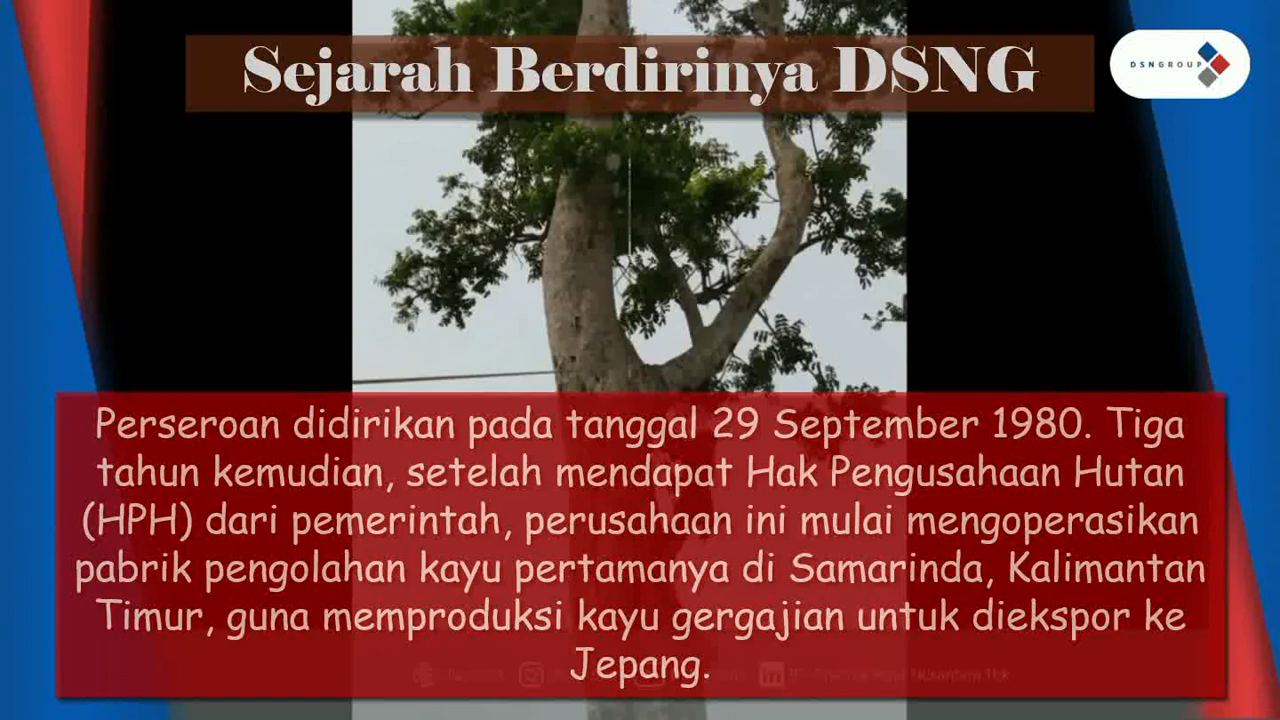 Sejarah Berdirinya DSNG
DSNGROUP
Perseroan didirikan pada tanggal 29 September 1980. Tiga
tahun kemudian, setelah mendapat Hak Pengusahaan Hutan
(HPH) dari pemerintah, perusahaan ini mulai mengoperasikan
pabrik pengolahan kayu pertamanya di Samarinda, Kalimantan
Timur, guna memproduksi kayu gergajian untuk diekspor ke
Jepang.